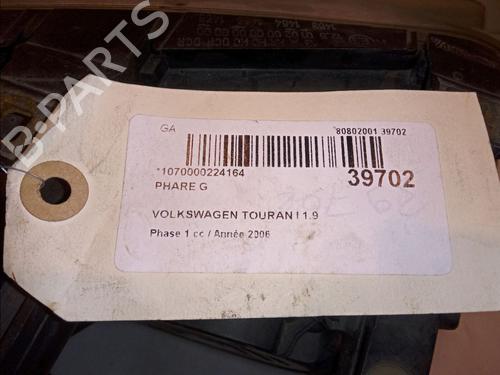 B-PARTS
GA
80802001 39702
*1070000224164
39702
PHARE G
VOLKSWAGEN TOURAN I 1.9
Phase 1 cc / Année 2006